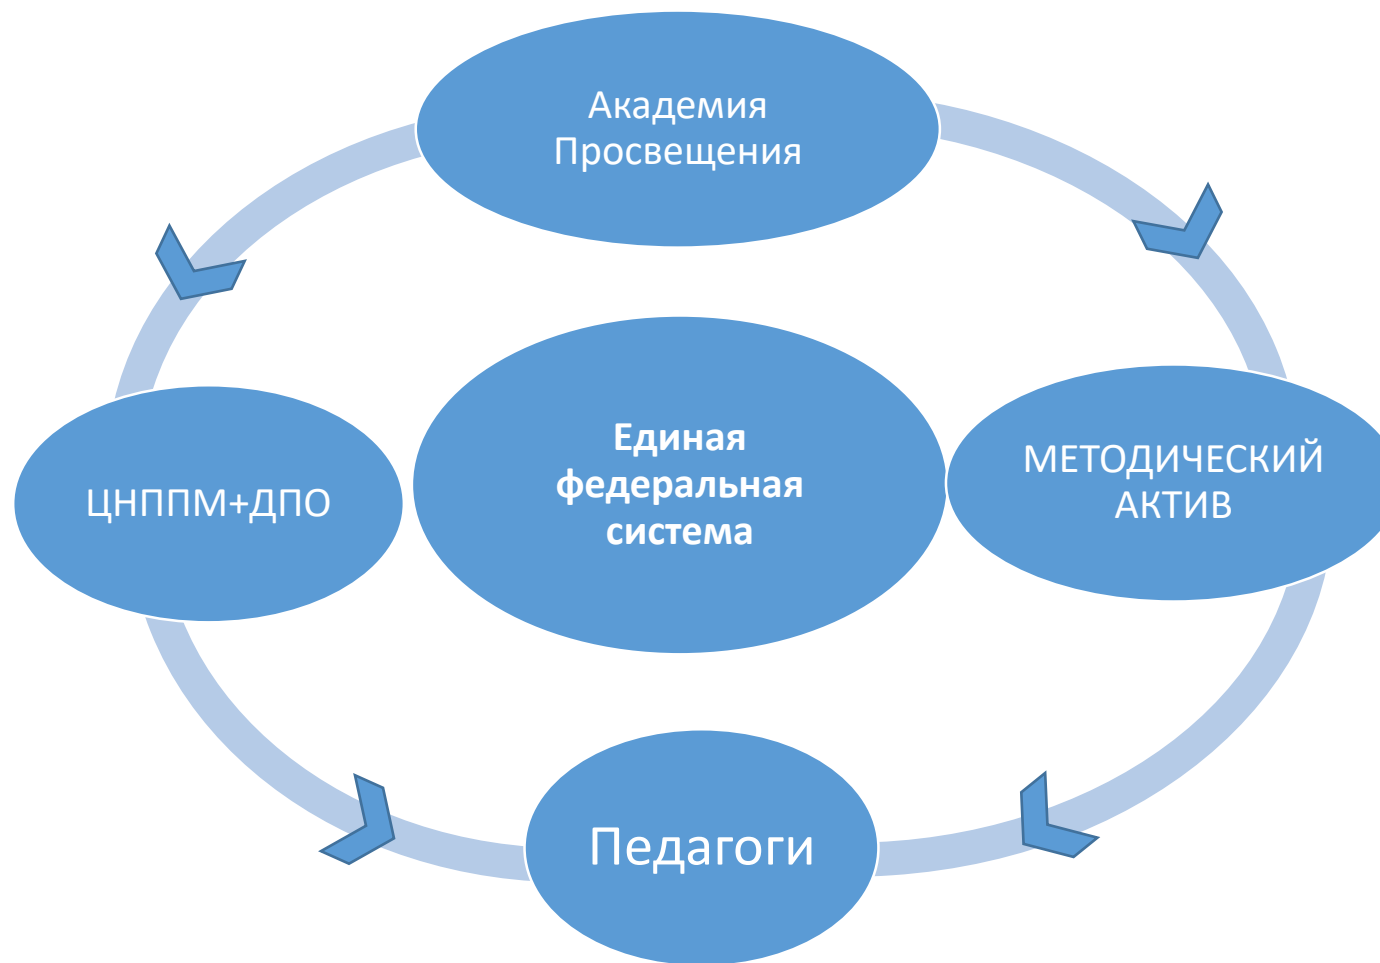 Академия
Просвещения
Единая
федеральная
система
МЕТОДИЧЕСКИЙ
АКТИВ
ЦНППМ+ДПО
Педагоги